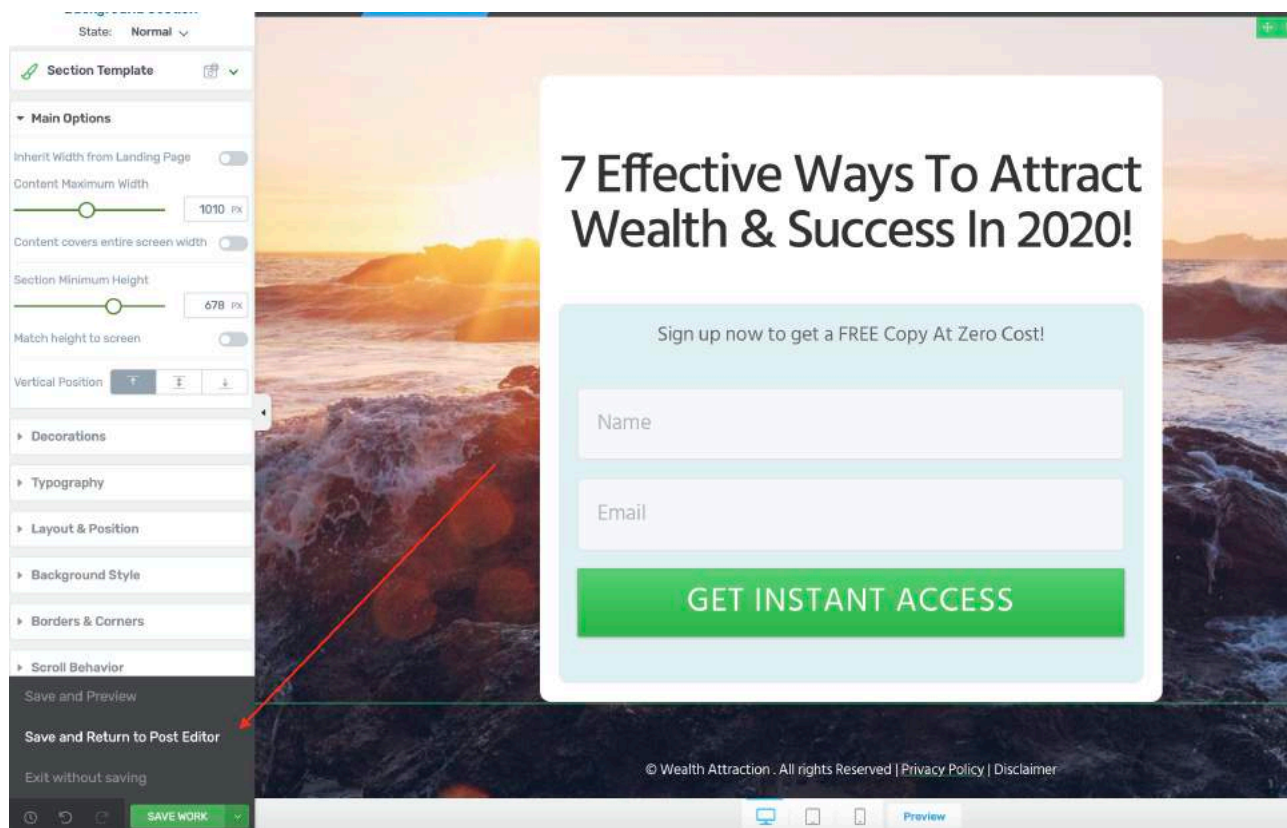 Background Section
State: Normal
Section Template
Main Options
Inherit Width from Landing Page
Content Maximum Width
1010 PX
Content covers entire screen width
Section Minimum Height
678 PX
Match height to screen
Vertical Position
Decorations
Typography
Layout & Position
Background Style
Borders & Corners
Scroll Behavior
Save and Preview
Save and Return to Post Editor
Exit without saving
SAVE WORK
7 Effective Ways To Attract
Wealth & Success In 2020!
Sign up now to get a FREE Copy At Zero Cost!
Name
Email
GET INSTANT ACCESS
© Wealth Attraction . All rights Reserved | Privacy Policy | Disclaimer
Preview